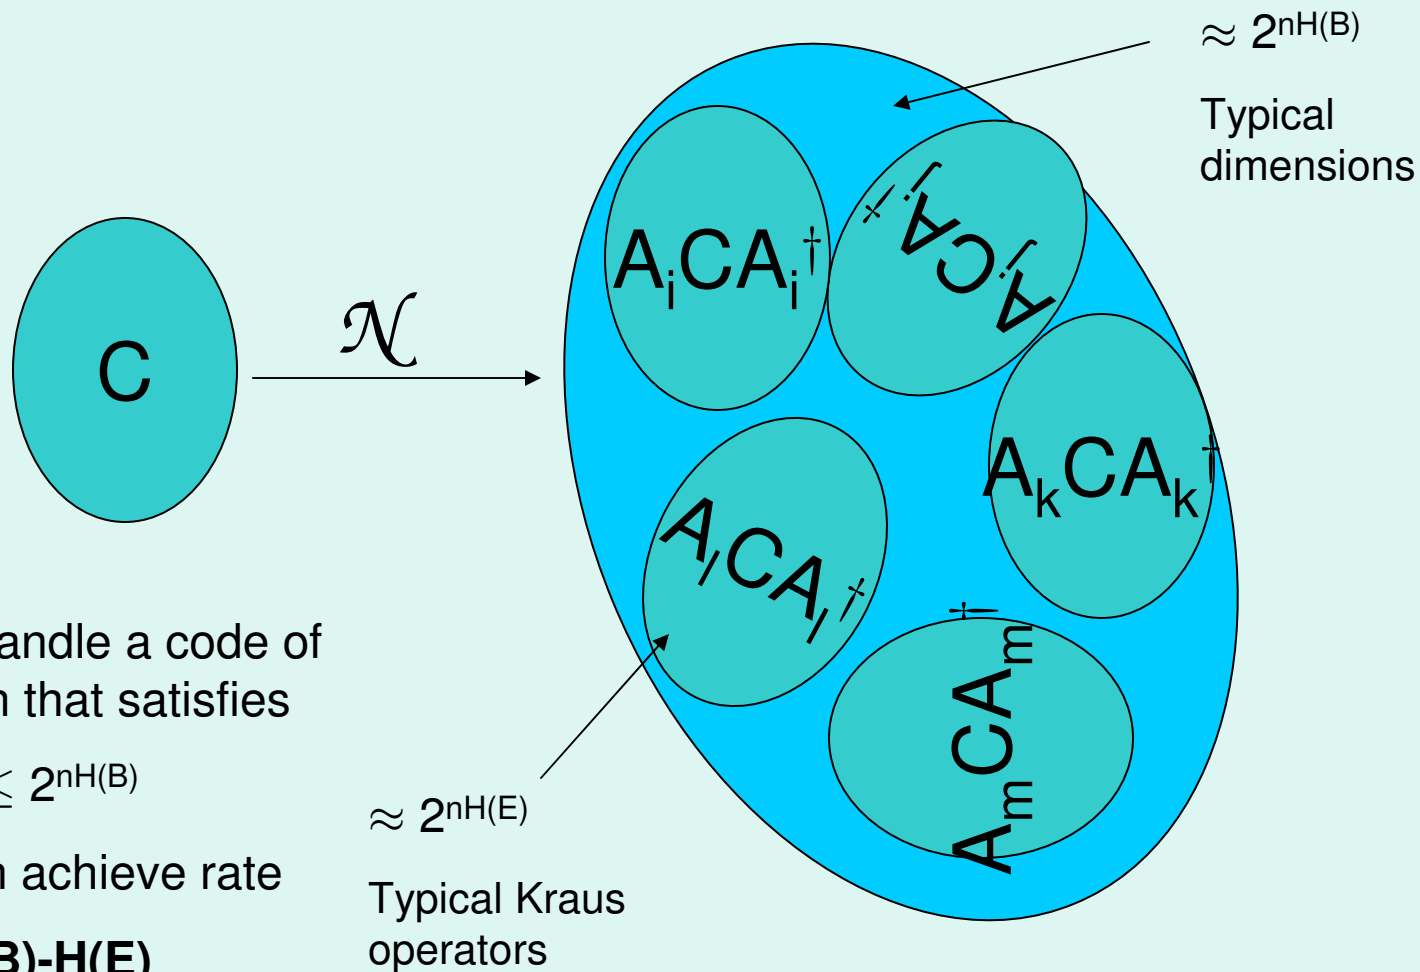 ≈ 2^nH(B)
Typical
dimensions
A_iCA_i^†
A_jCA_j^†
C
𝒩
A_kCA_k^†
A_lCA_l^†
A_mCA_m^†
andle a code of
that satisfies
≤ 2^nH(B)
achieve rate
B)-H(E)
≈ 2^nH(E)
Typical Kraus
operators